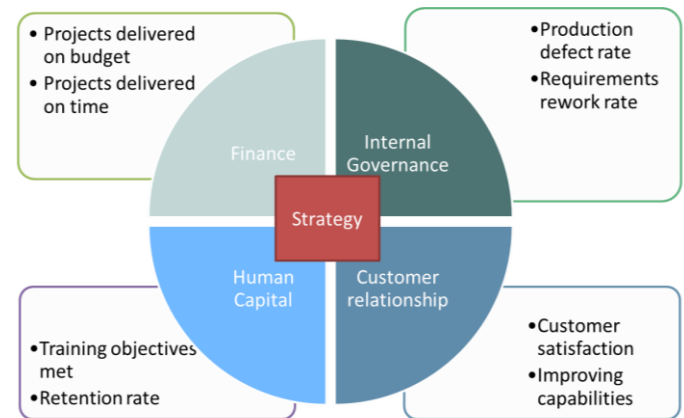 • Projects delivered
on budget
• Projects delivered
on time
•Production
defect rate
•Requirements
rework rate
Finance
Internal
Governance
Strategy
Human
Capital
Customer
relationship
•Training objectives
met
•Retention rate
•Customer
satisfaction
•Improving
capabilities